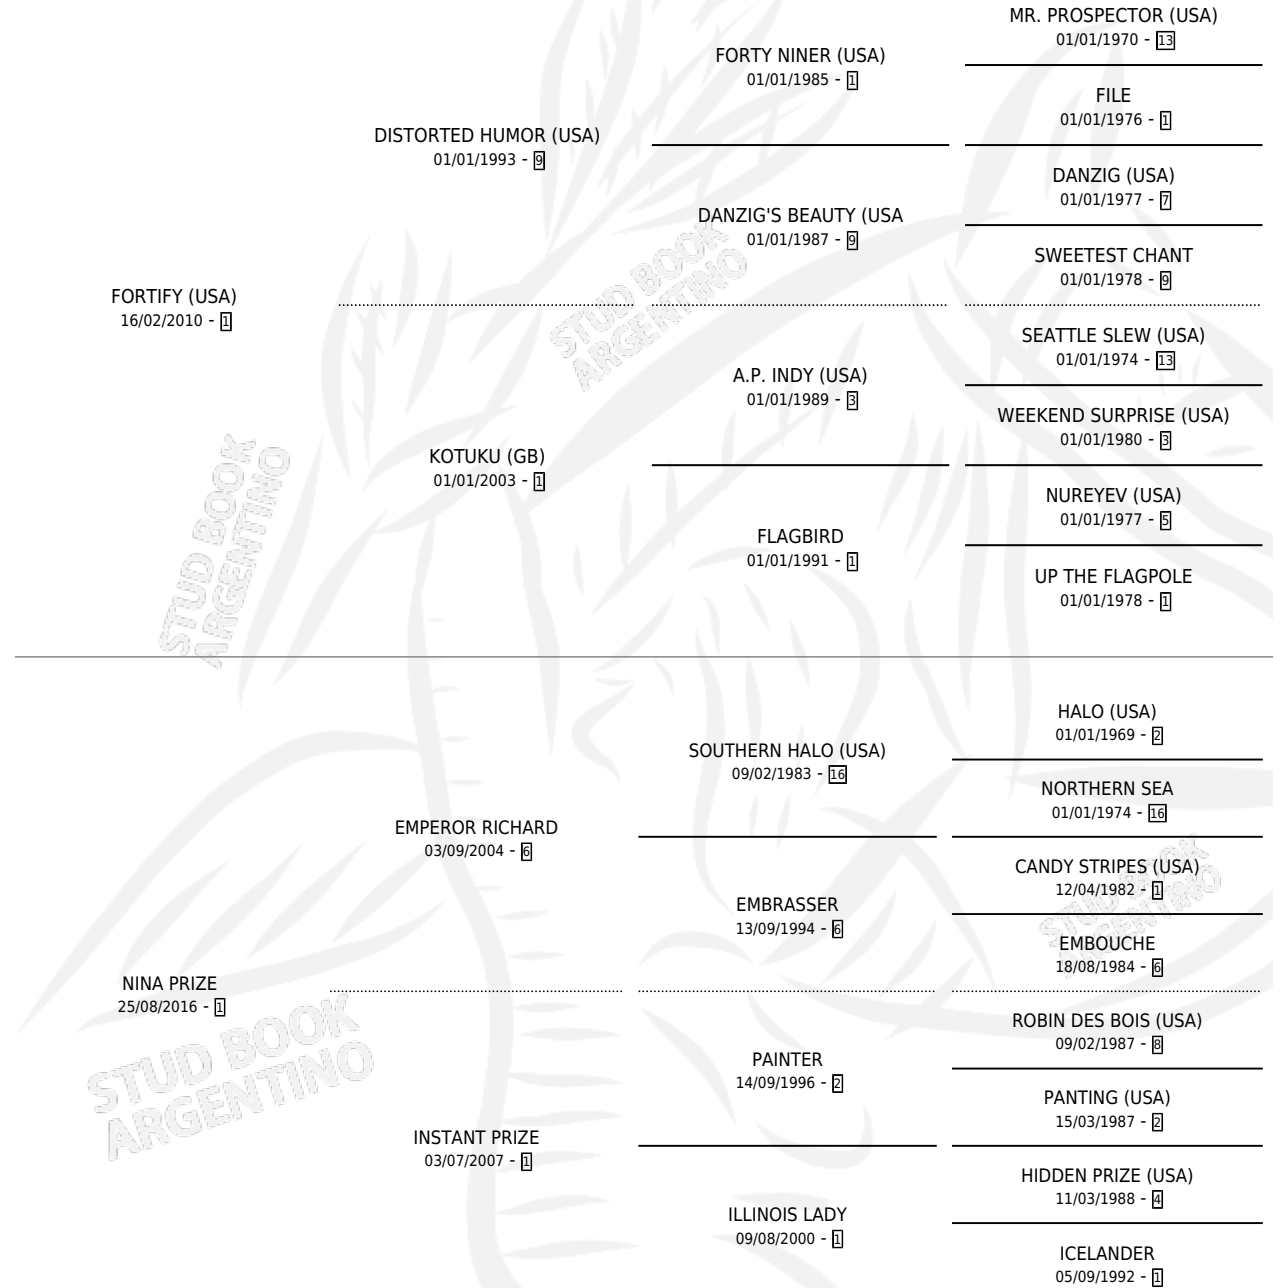 MR. PROSPECTOR (USA)
01/01/1970 - 13
FORTY NINER (USA)
01/01/1985 - 1
FILE
01/01/1976 - 1
DISTORTED HUMOR (USA)
01/01/1993 - 9
DANZIG (USA)
01/01/1977 - 7
DANZIG'S BEAUTY (USA
01/01/1987 - 9
SWEETEST CHANT
01/01/1978 - 9
FORTIFY (USA)
16/02/2010 - 1
SEATTLE SLEW (USA)
01/01/1974 - 13
A.P. INDY (USA)
01/01/1989 - 3
WEEKEND SURPRISE (USA)
01/01/1980 - 3
KOTUKU (GB)
01/01/2003 - 1
NUREYEV (USA)
01/01/1977 - 5
FLAGBIRD
01/01/1991 - 1
UP THE FLAGPOLE
01/01/1978 - 1
STUD BOOK
ARGENTINO
STUD BOOK
ARGENTINO
HALO (USA)
01/01/1969 - 2
SOUTHERN HALO (USA)
09/02/1983 - 16
NORTHERN SEA
01/01/1974 - 16
EMPEROR RICHARD
03/09/2004 - 6
CANDY STRIPES (USA)
12/04/1982 - 1
EMBRASSER
13/09/1994 - 6
EMBOUCHE
18/08/1984 - 6
STUD BOOK
ARGENTINO
NINA PRIZE
25/08/2016 - 1
ROBIN DES BOIS (USA)
09/02/1987 - 8
PAINTER
14/09/1996 - 2
PANTING (USA)
15/03/1987 - 2
STUD BOOK
ARGENTINO
INSTANT PRIZE
03/07/2007 - 1
HIDDEN PRIZE (USA)
11/03/1988 - 4
ILLINOIS LADY
09/08/2000 - 1
ICELANDER
05/09/1992 - 1